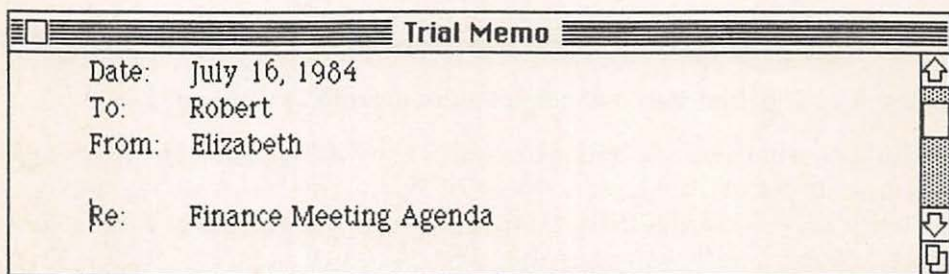 Trial Memo
Date: July 16, 1984
To: Robert
From: Elizabeth
Re: Finance Meeting Agenda